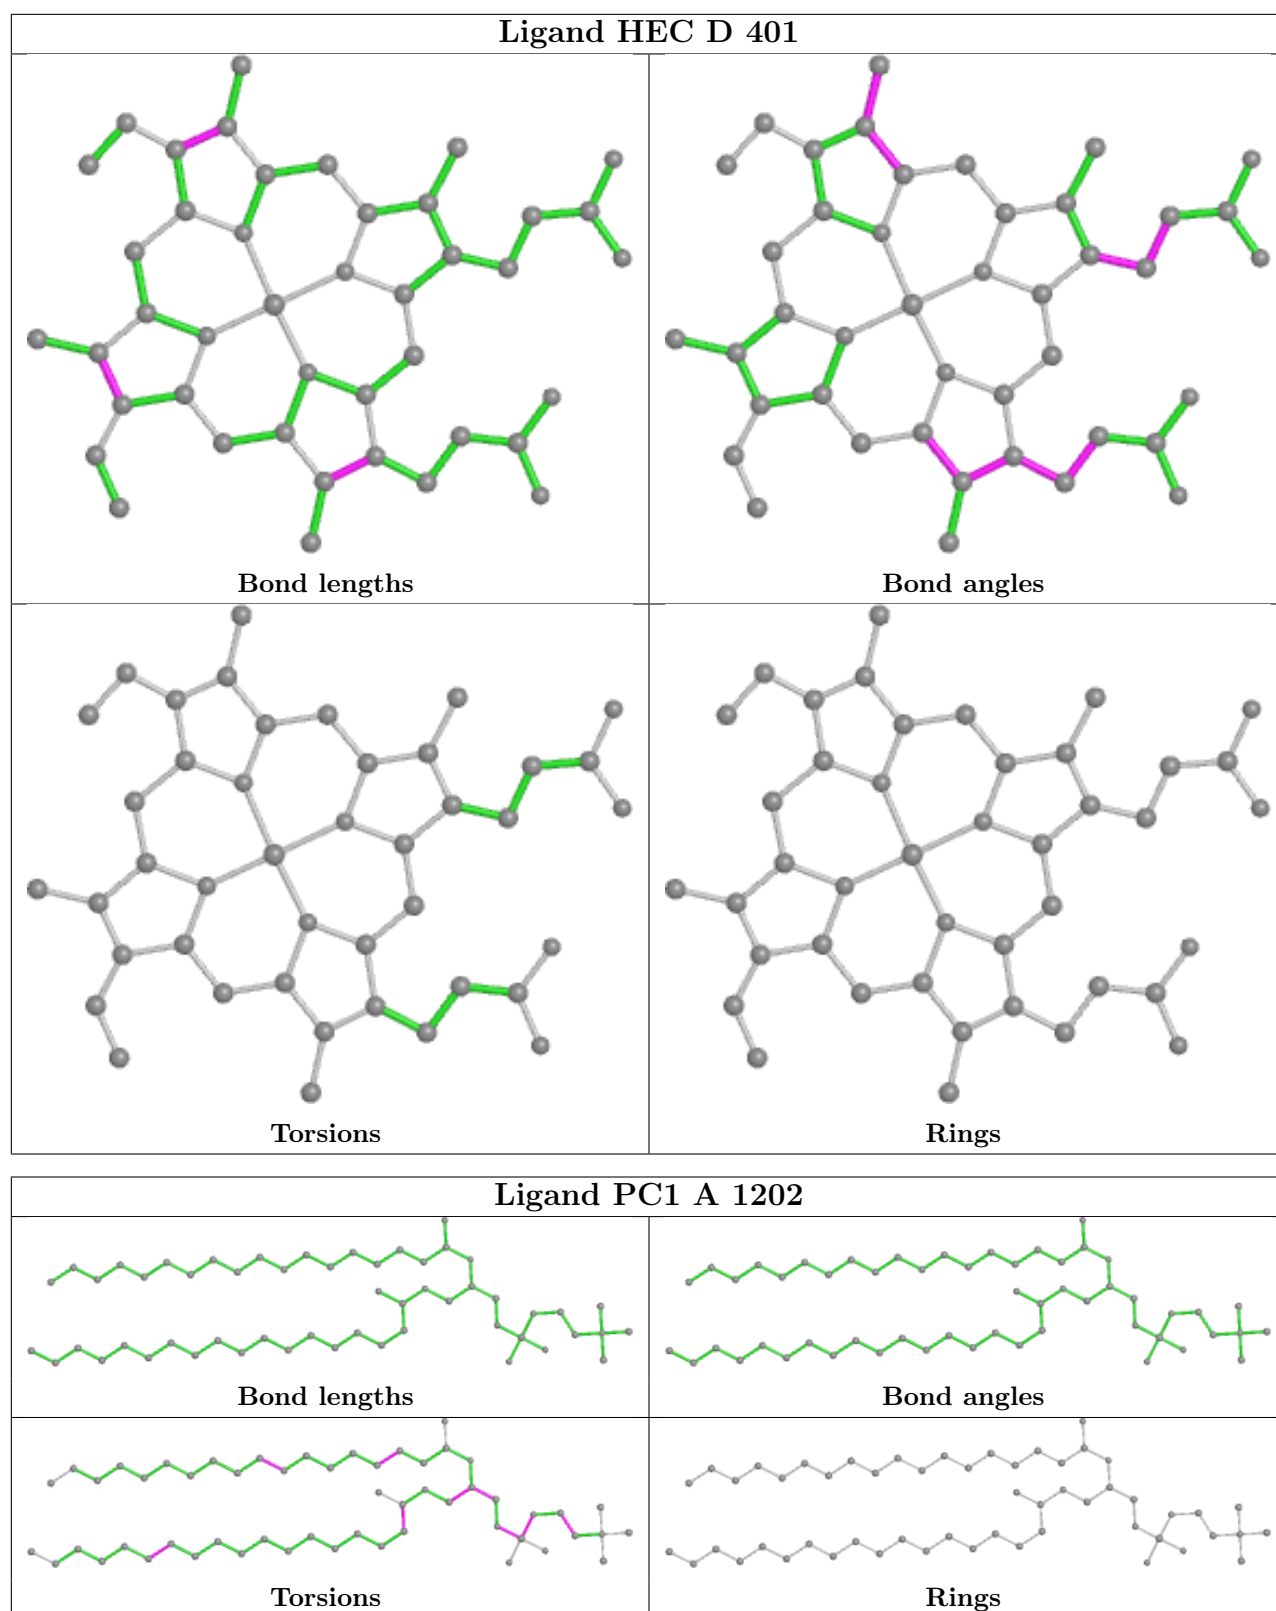 Ligand HEC D 401
Bond lengths
Bond angles
Torsions
Rings
Ligand PC1 A 1202
Bond lengths
Bond angles
Torsions
Rings